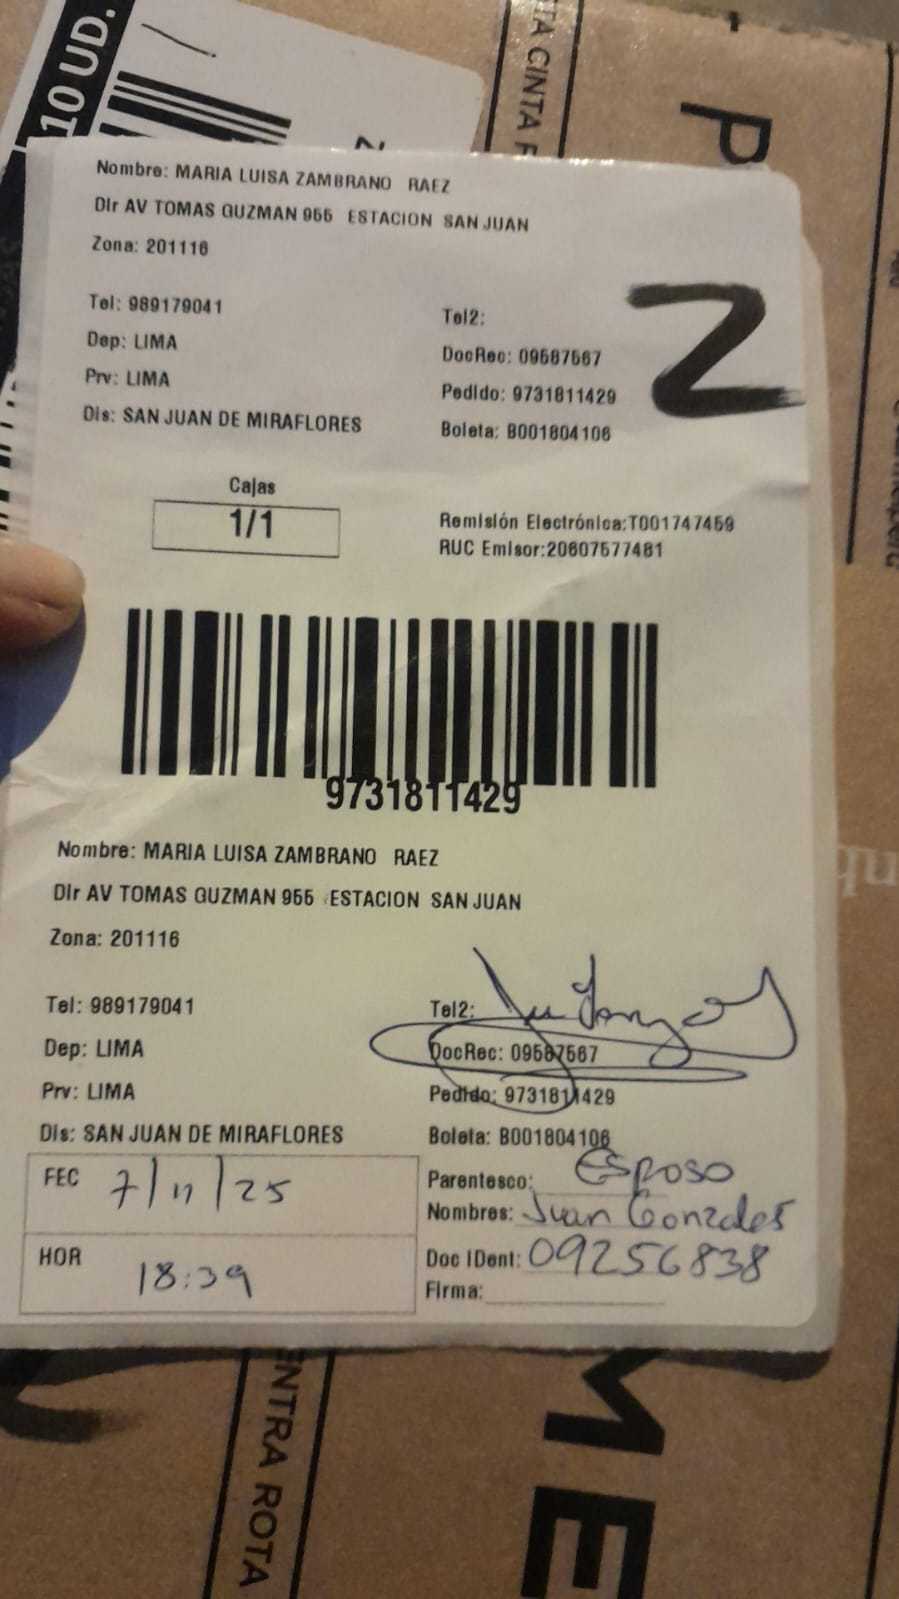 10 UD.
TA CINTA
P
Nombre: MARIA LUISA ZAMBRANO RAEZ
Dir AV TOMAS GUZMAN 955 ESTACION SAN JUAN
Zona: 201116
Tel: 989179041
Tel2:
Dep: LIMA
DocRec: 09587567
Prv: LIMA
Pedido: 9731811429
Dis: SAN JUAN DE MIRAFLORES
Boleta: B001804106
Z
Cajas
1/1
Remisión Electrónica:T001747459
RUC Emisor:20607577481
9731811429
Nombre: MARIA LUISA ZAMBRANO RAEZ
Dir AV TOMAS GUZMAN 955 ESTACION SAN JUAN
Zona: 201116
Tel: 989179041
Tel2:
Dep: LIMA
DocRec: 09587567
Prv: LIMA
Pedido: 9731811429
Dis: SAN JUAN DE MIRAFLORES
Boleta: B001804106
FEC 7/11/25
Parentesco: Esposo
Nombres: Juan Gonzales
HOR 18:39
Doc IDent: 09256838
Firma:
ENTRA ROTA
ME